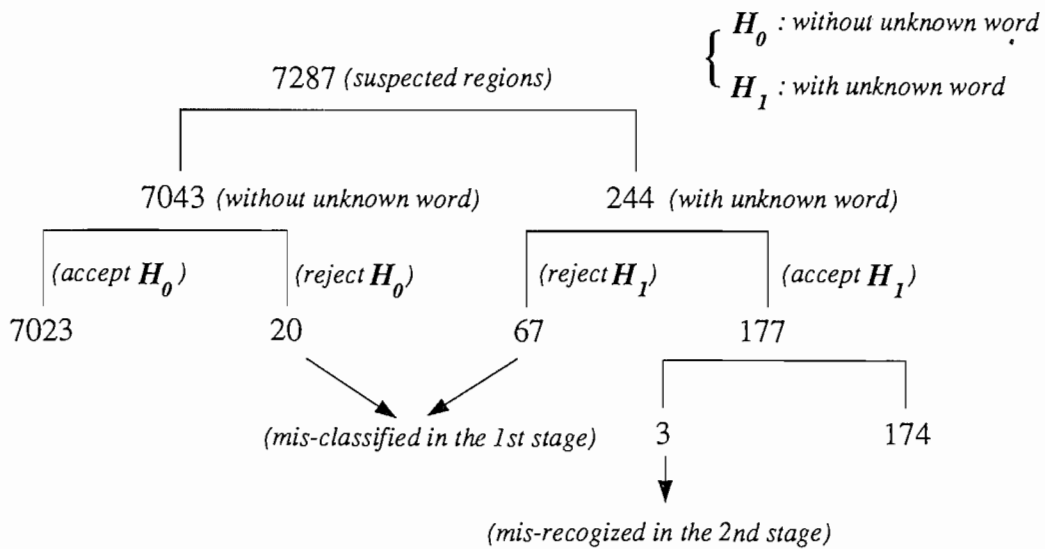 H0 : without unknown word
7287 (suspected regions)
H1 : with unknown word
7043 (without unknown word) 244 (with unknown word)
(accept H0) (reject H0) (reject H1) (accept H1)
7023 20 67 177
(mis-classified in the 1st stage) 3 174
(mis-recogized in the 2nd stage)